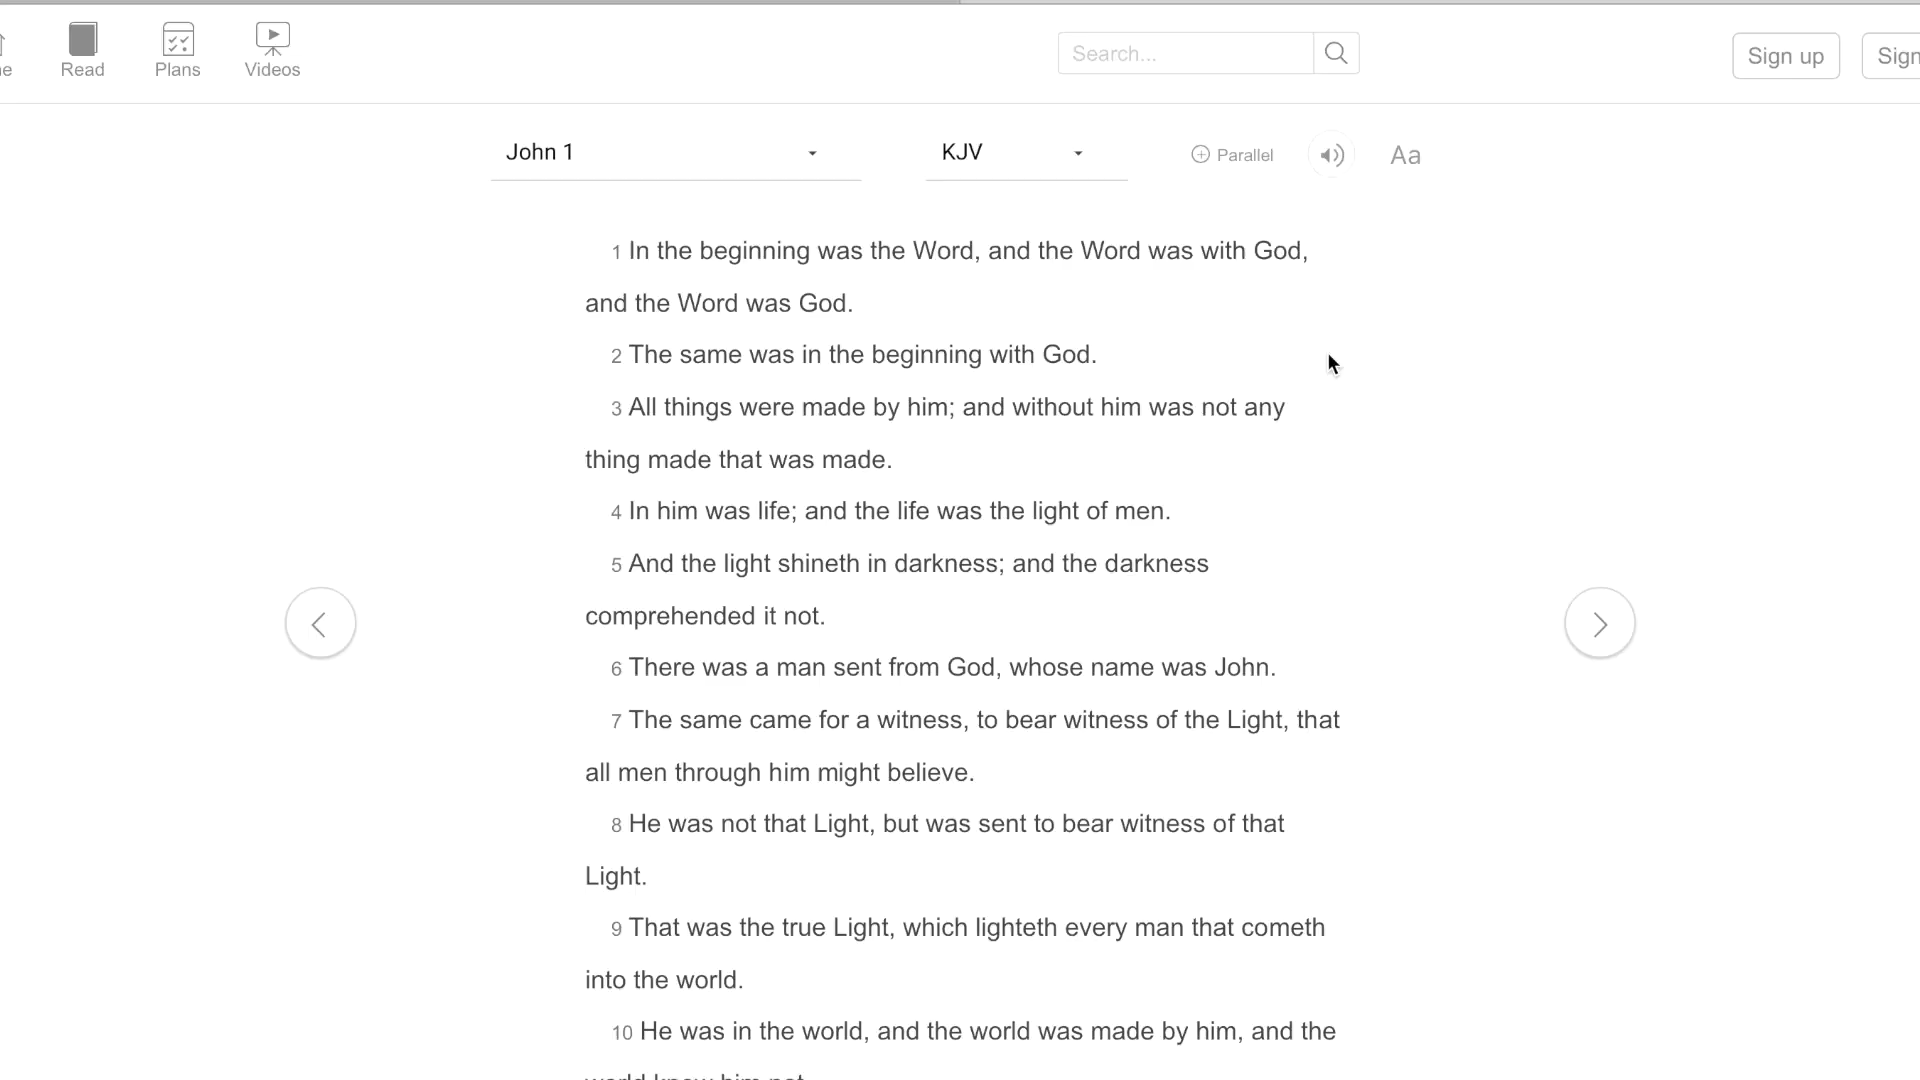 Read
Plans
Videos
Search...
Sign up
John 1
KJV
Parallel
Aa
1 In the beginning was the Word, and the Word was with God,
and the Word was God.
2 The same was in the beginning with God.
3 All things were made by him; and without him was not any
thing made that was made.
4 In him was life; and the life was the light of men.
5 And the light shineth in darkness; and the darkness
comprehended it not.
6 There was a man sent from God, whose name was John.
7 The same came for a witness, to bear witness of the Light, that
all men through him might believe.
8 He was not that Light, but was sent to bear witness of that
Light.
9 That was the true Light, which lighteth every man that cometh
into the world.
10 He was in the world, and the world was made by him, and the
world knew him not.